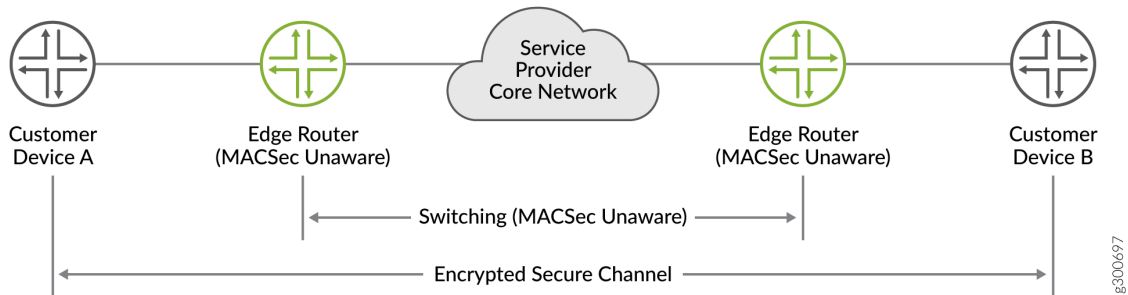 Service
Provider
Core Network
Customer
Device A
Edge Router
(MACSec Unaware)
Edge Router
(MACSec Unaware)
Customer
Device B
Switching (MACSec Unaware)
Encrypted Secure Channel
g300697